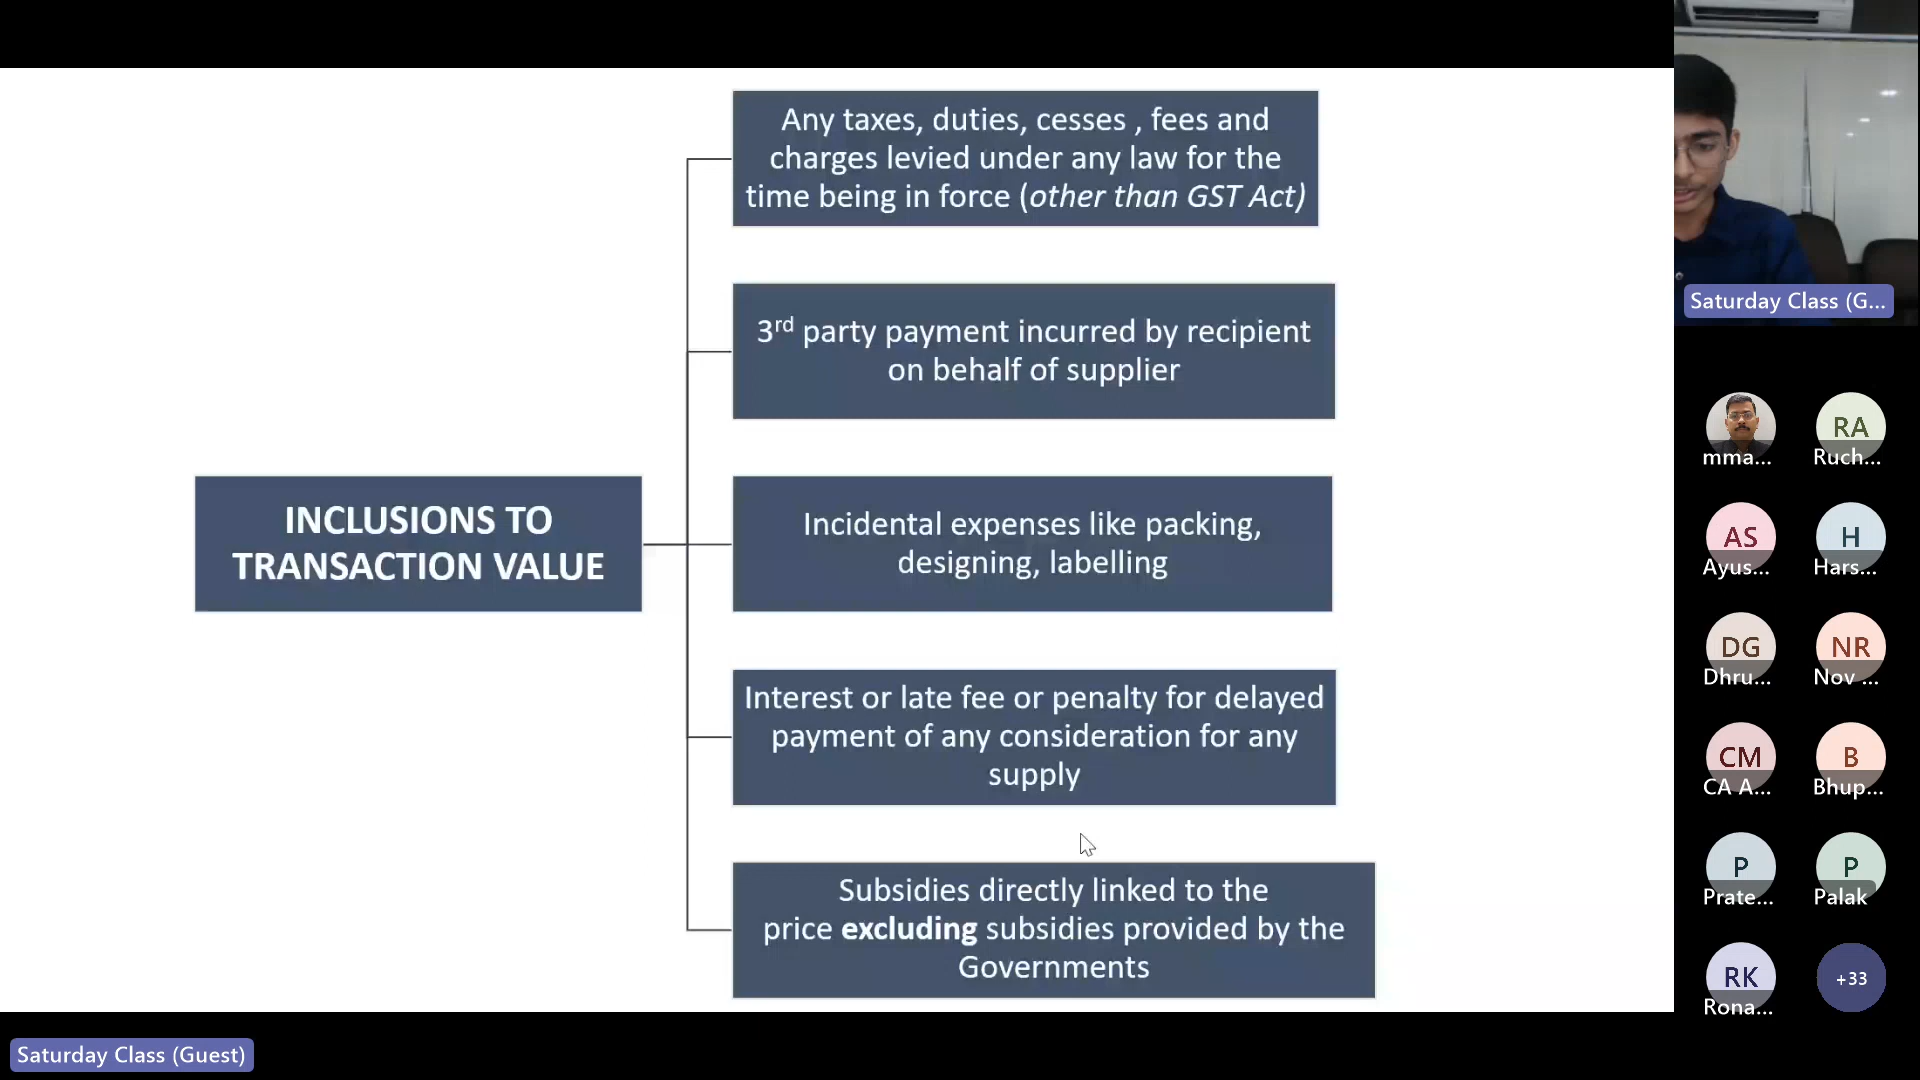 Any taxes, duties, cesses , fees and
charges levied under any law for the
time being in force (other than GST Act)
3rd party payment incurred by recipient
on behalf of supplier
INCLUSIONS TO
TRANSACTION VALUE
Incidental expenses like packing,
designing, labelling
Interest or late fee or penalty for delayed
payment of any consideration for any
supply
Subsidies directly linked to the
price excluding subsidies provided by the
Governments
Saturday Class (G...
mma...
RA
Ruch...
AS
Ayus...
H
Hars...
DG
Dhru...
NR
Nov ...
CM
CA A...
B
Bhup...
P
Prate...
P
Palak
RK
Rona...
+33
Saturday Class (Guest)